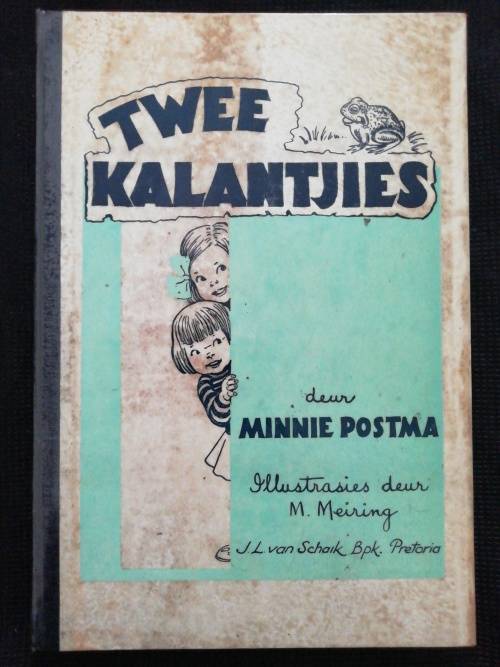 TWEE
KALANTJIES
deur
MINNIE POSTMA
Illustrasies deur
M. Meiring
J.L. van Schaik Bpk. Pretoria